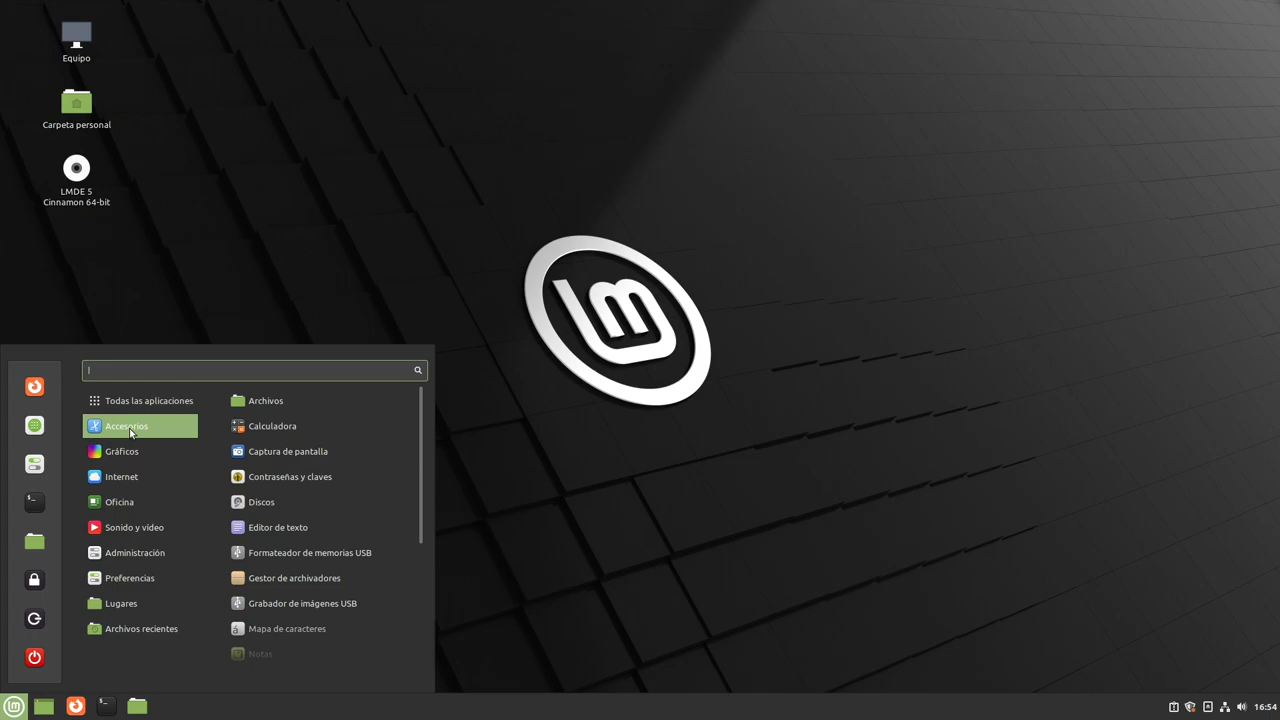 Equipo
Carpeta personal
LMDE 5
Cinnamon 64-bit
Todas las aplicaciones
Accesorios
Gráficos
Internet
Oficina
Sonido y video
Administración
Preferencias
Lugares
Archivos recientes
Archivos
Calculadora
Captura de pantalla
Contraseñas y claves
Discos
Editor de texto
Formateador de memorias USB
Gestor de archivadores
Grabador de imágenes USB
Mapa de caracteres
Notas
16:54